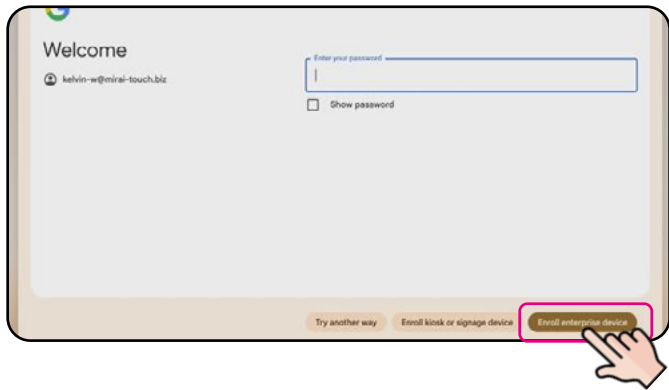 Welcome
kelvin-w@mirai-touch.biz
Enter your password
Show password
Try another way
Enroll kiosk or signage device
Enroll enterprise device